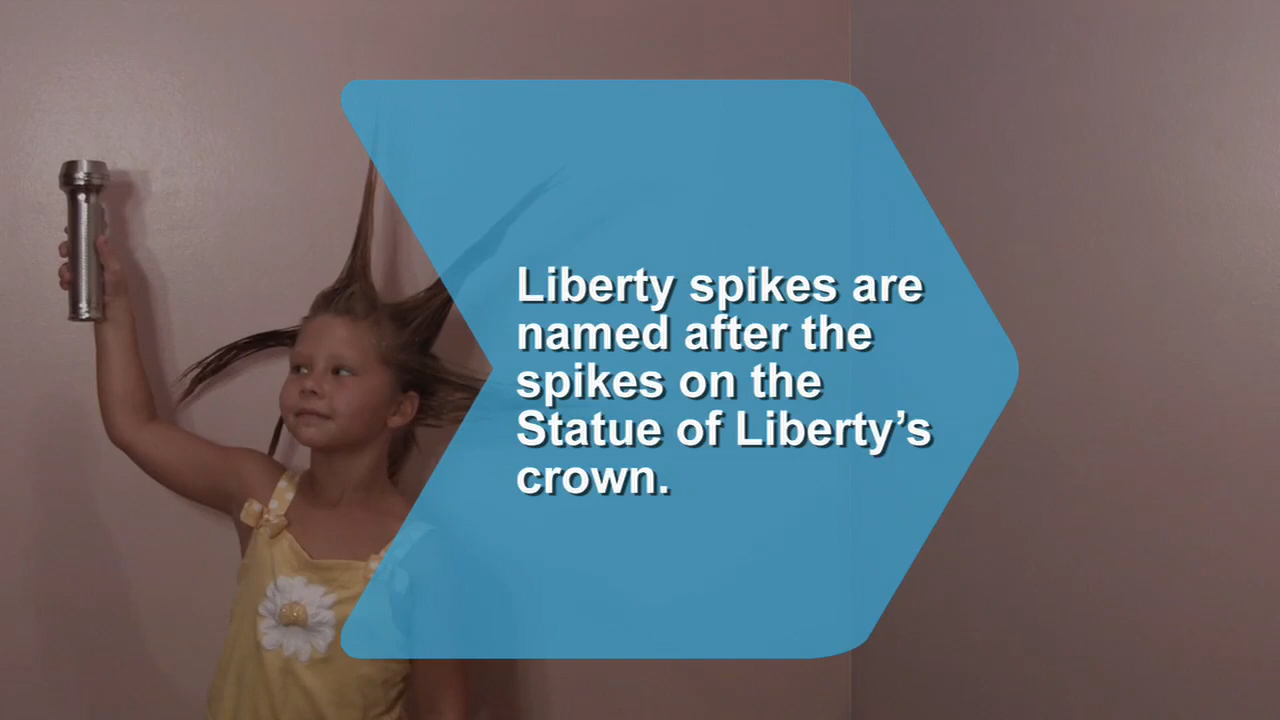 Liberty spikes are
named after the
spikes on the
Statue of Liberty’s
crown.